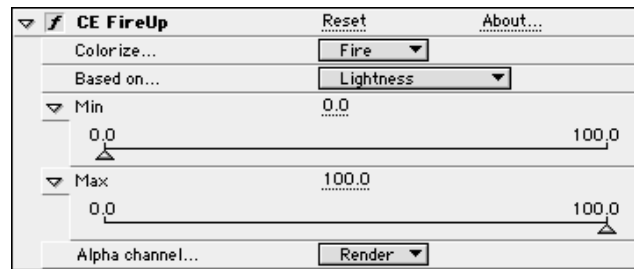 f CE FireUp Reset About...
Colorize... Fire
Based on... Lightness
Min 0.0
0.0 100.0
Max 100.0
0.0 100.0
Alpha channel... Render